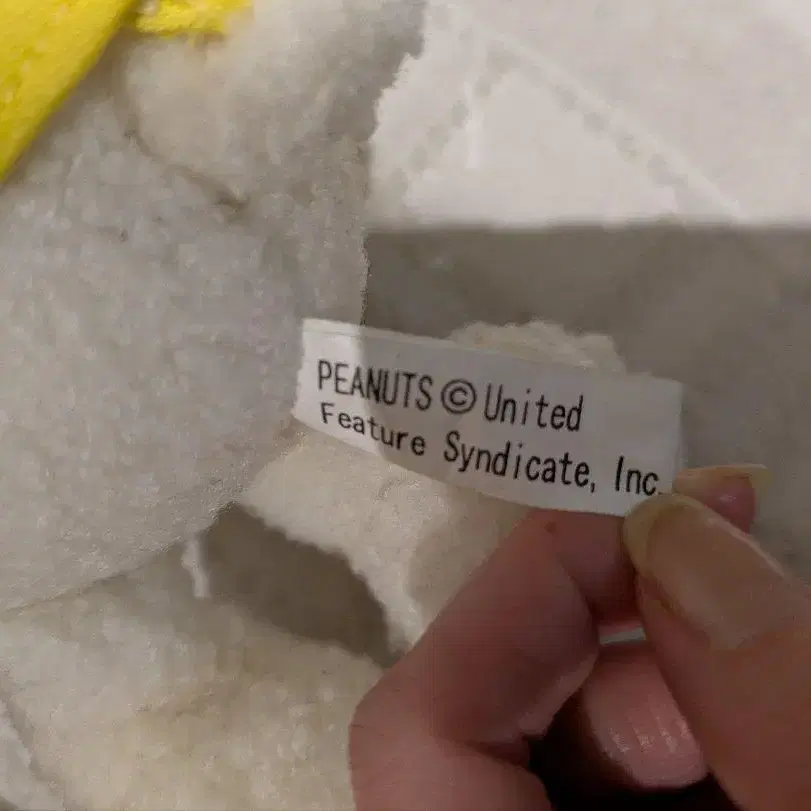 PEANUTS © United
Feature Syndicate, Inc.